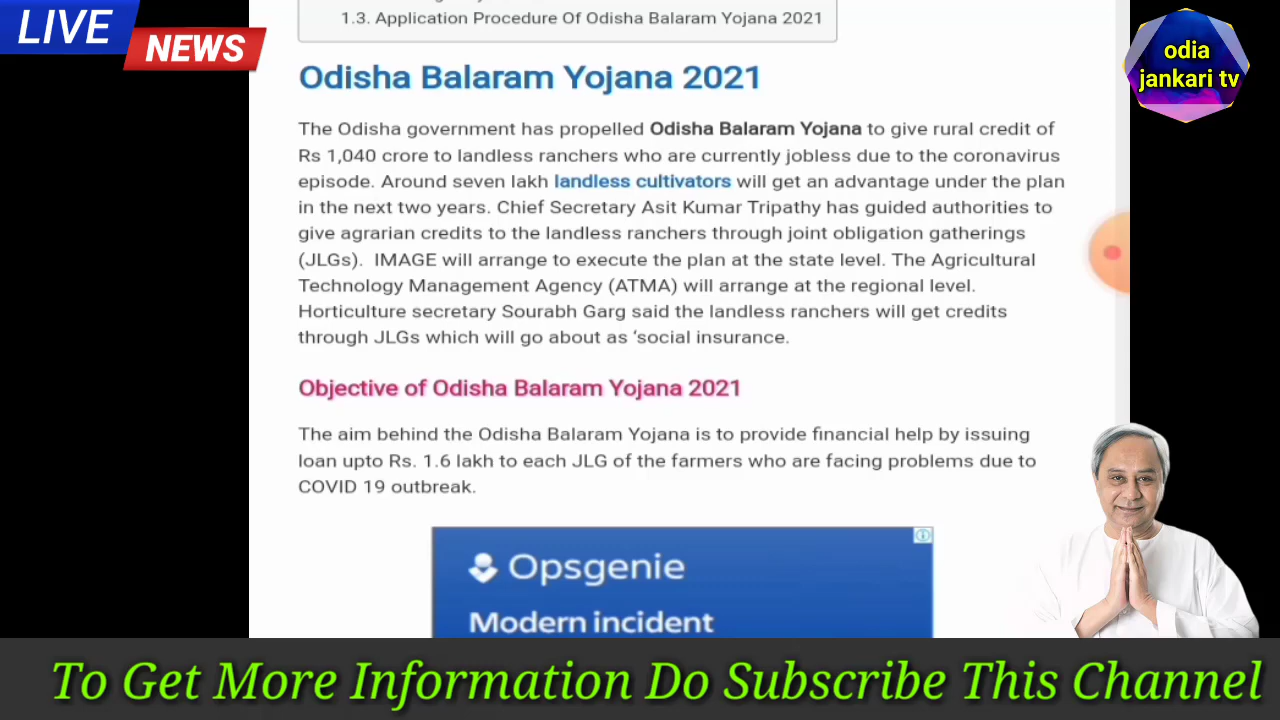 LIVE
NEWS
odia
jankari tv
1.3. Application Procedure Of Odisha Balaram Yojana 2021
Odisha Balaram Yojana 2021
The Odisha government has propelled Odisha Balaram Yojana to give rural credit of
Rs 1,040 crore to landless ranchers who are currently jobless due to the coronavirus
episode. Around seven lakh landless cultivators will get an advantage under the plan
in the next two years. Chief Secretary Asit Kumar Tripathy has guided authorities to
give agrarian credits to the landless ranchers through joint obligation gatherings
(JLGs).  IMAGE will arrange to execute the plan at the state level. The Agricultural
Technology Management Agency (ATMA) will arrange at the regional level.
Horticulture secretary Sourabh Garg said the landless ranchers will get credits
through JLGs which will go about as ‘social insurance.
Objective of Odisha Balaram Yojana 2021
The aim behind the Odisha Balaram Yojana is to provide financial help by issuing
loan upto Rs. 1.6 lakh to each JLG of the farmers who are facing problems due to
COVID 19 outbreak.
Opsgenie
Modern incident
To Get More Information Do Subscribe This Channel